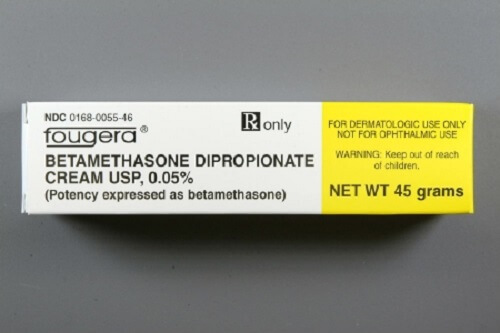 NDC 0168-0055-46
fougera®
℞ only
BETAMETHASONE DIPROPIONATE
CREAM USP, 0.05%
(Potency expressed as betamethasone)
FOR DERMATOLOGIC USE ONLY
NOT FOR OPHTHALMIC USE
WARNING: Keep out of reach
of children.
NET WT 45 grams